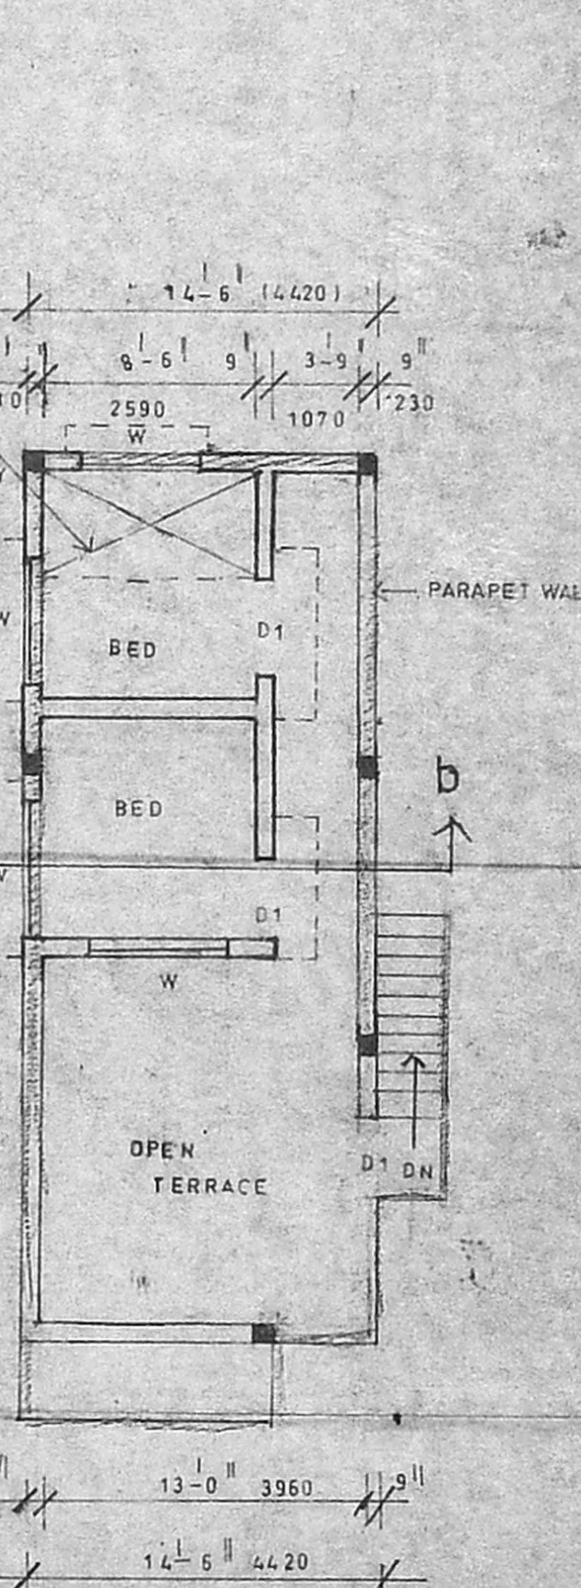 14'-6" (4420)
8'-6" 9" 3'-9" 9"
2590 1070 230
W
PARAPET WAL
D1
BED
b
BED
D1
W
OPEN
TERRACE
D1 DN
13'-0" 3960 9"
14'-6" 4420